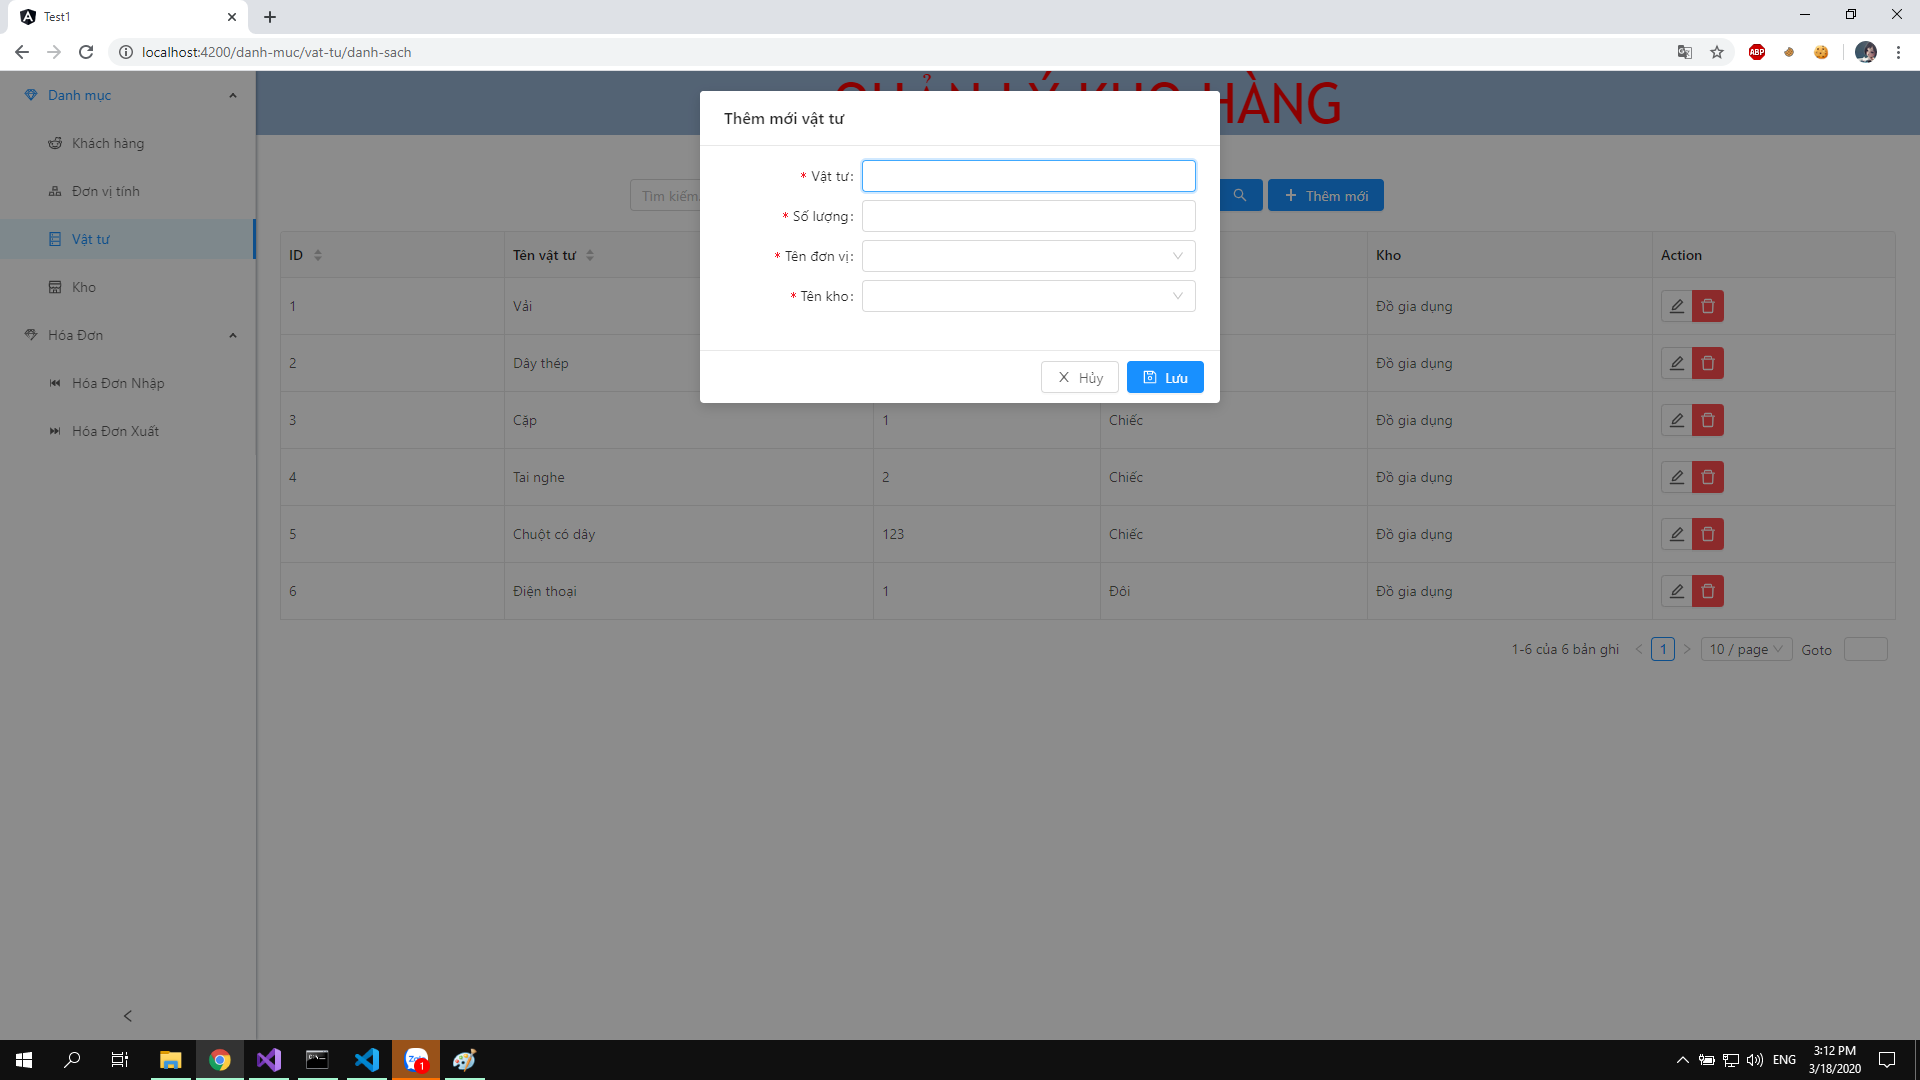 Test1
localhost:4200/danh-muc/vat-tu/danh-sach
ABP
Danh mục
Khách hàng
Đơn vị tính
Vật tư
Kho
Hóa Đơn
Hóa Đơn Nhập
Hóa Đơn Xuất
QUẢN LÝ KHO HÀNG
Tìm kiếm
Thêm mới
Thêm mới vật tư
* Vật tư:
* Số lượng:
* Tên đơn vị:
* Tên kho:
Hủy
Lưu
ID Tên vật tư Kho Action
1 Vải Đồ gia dụng
2 Dây thép Đồ gia dụng
3 Cặp 1 Chiếc Đồ gia dụng
4 Tai nghe 2 Chiếc Đồ gia dụng
5 Chuột có dây 123 Chiếc Đồ gia dụng
6 Điện thoại 1 Đôi Đồ gia dụng
1-6 của 6 bản ghi 1 10 / page Goto
1
ENG
3:12 PM
3/18/2020